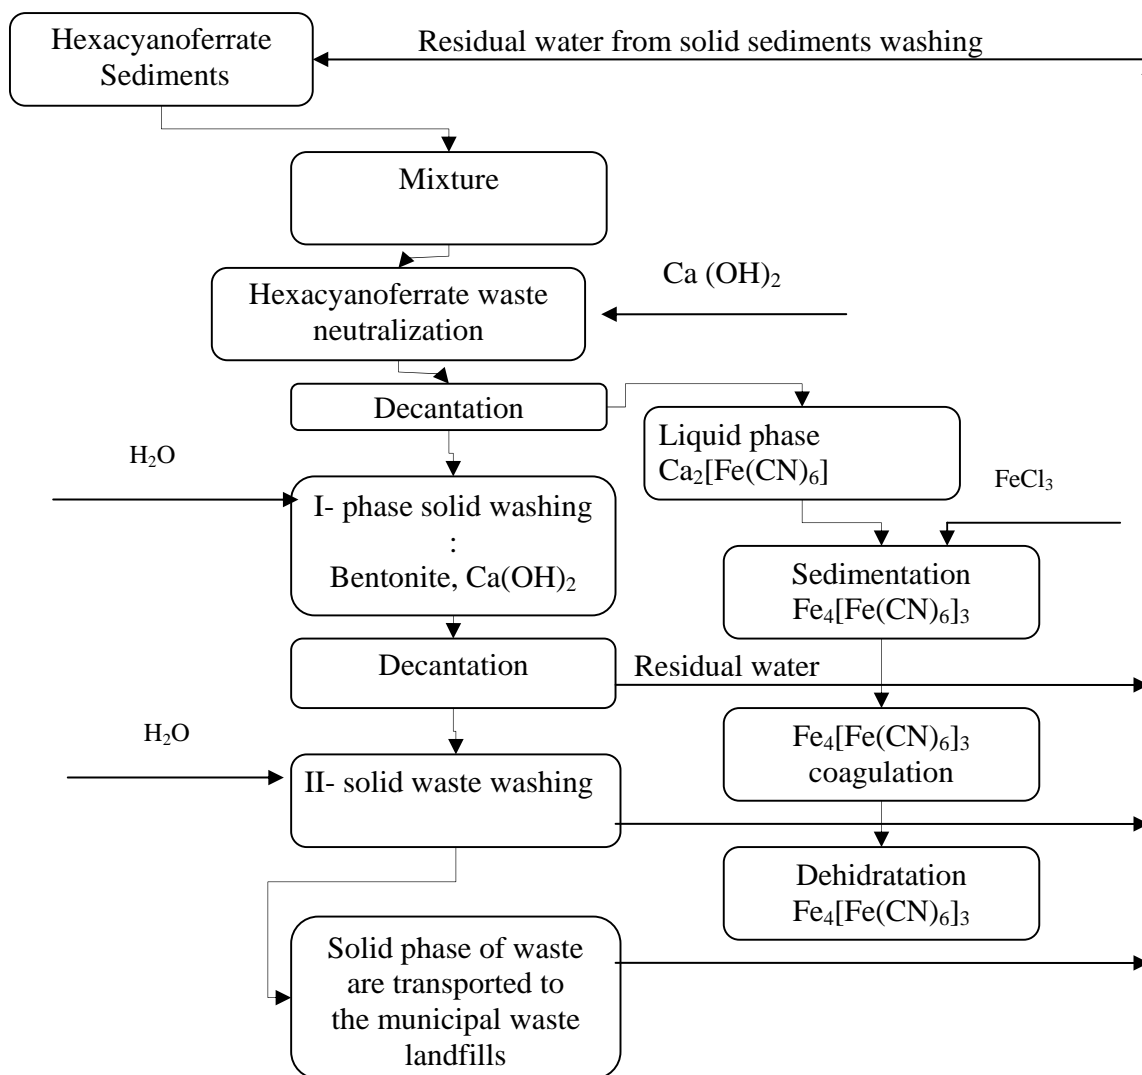 Hexacyanoferrate
Sediments
Residual water from solid sediments washing
Mixture
Hexacyanoferrate waste
neutralization
Ca (OH)₂
Decantation
Liquid phase
Ca₂[Fe(CN)₆]
H₂O
FeCl₃
I- phase solid washing
:
Bentonite, Ca(OH)₂
Sedimentation
Fe₄[Fe(CN)₆]₃
Decantation
Residual water
H₂O
Fe₄[Fe(CN)₆]₃
coagulation
II- solid waste washing
Dehidratation
Fe₄[Fe(CN)₆]₃
Solid phase of waste
are transported to
the municipal waste
landfills